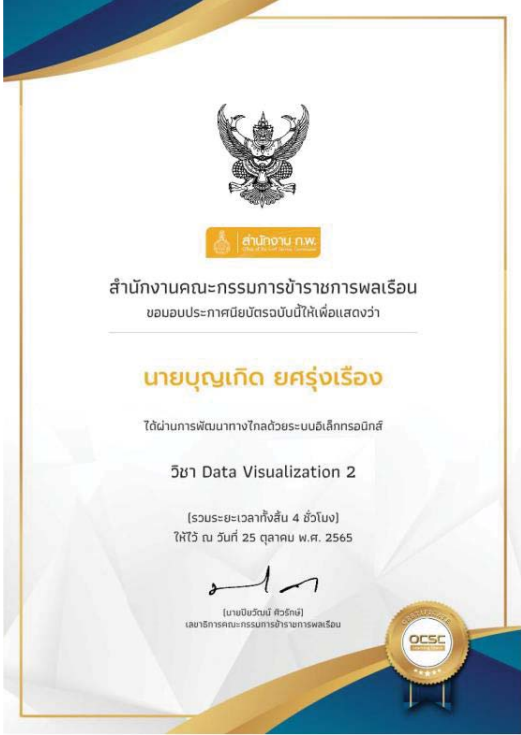 สำนักงาน ก.พ.
Office of the Civil Service Commission
สำนักงานคณะกรรมการข้าราชการพลเรือน
ขอมอบประกาศนียบัตรฉบับนี้ให้เพื่อแสดงว่า
นายบุญเกิด ยศรุ่งเรือง
ได้ผ่านการพัฒนาทางไกลด้วยระบบอิเล็กทรอนิกส์
วิชา Data Visualization 2
(รวมระยะเวลาทั้งสิ้น 4 ชั่วโมง)
ให้ไว้ ณ วันที่ 25 ตุลาคม พ.ศ. 2565
(นายปิยวัฒน์ ศิวรักษ์)
เลขาธิการคณะกรรมการข้าราชการพลเรือน
CERTIFICATE
OCSC